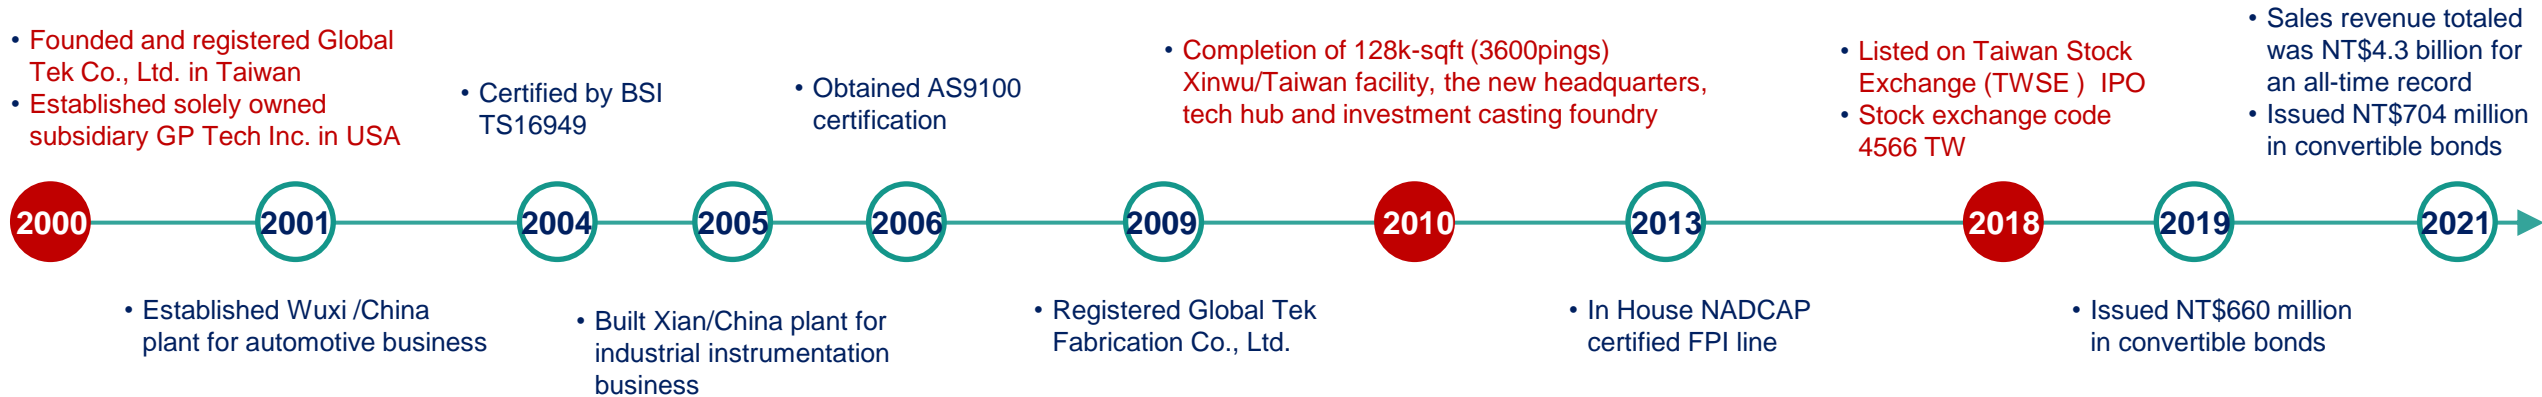 • Founded and registered Global
Tek Co., Ltd. in Taiwan
• Established solely owned
subsidiary GP Tech Inc. in USA
• Certified by BSI
TS16949
• Obtained AS9100
certification
• Completion of 128k-sqft (3600pings)
Xinwu/Taiwan facility, the new headquarters,
tech hub and investment casting foundry
• Listed on Taiwan Stock
Exchange (TWSE ) IPO
• Stock exchange code
4566 TW
• Sales revenue totaled
was NT$4.3 billion for
an all-time record
• Issued NT$704 million
in convertible bonds
2000
2001
2004
2005
2006
2009
2010
2013
2018
2019
2021
• Established Wuxi /China
plant for automotive business
• Built Xian/China plant for
industrial instrumentation
business
• Registered Global Tek
Fabrication Co., Ltd.
• In House NADCAP
certified FPI line
• Issued NT$660 million
in convertible bonds